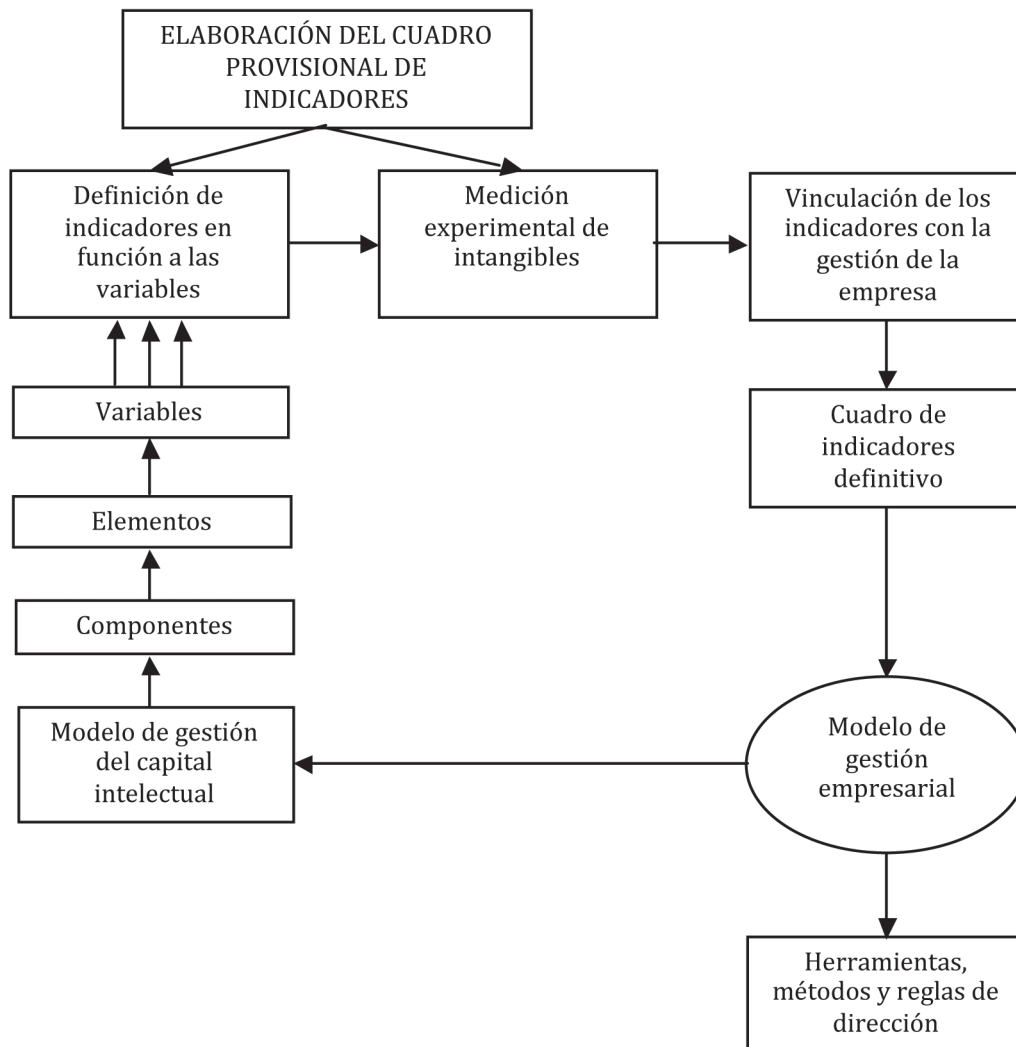 ELABORACIÓN DEL CUADRO
PROVISIONAL DE
INDICADORES
Definición de
indicadores en
función a las
variables
Medición
experimental de
intangibles
Vinculación de los
indicadores con la
gestión de la
empresa
Variables
Cuadro de
indicadores
definitivo
Elementos
Componentes
Modelo de gestión
del capital
intelectual
Modelo de
gestión
empresarial
Herramientas,
métodos y reglas de
dirección